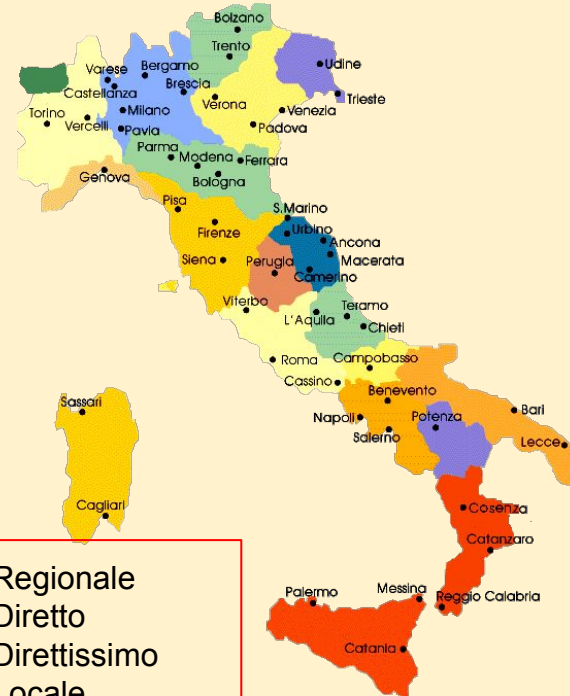 Bolzano
Trento
Udine
Varese
Bergamo
Brescia
Castellanza
Verona
Venezia
Trieste
Torino
Vercelli
Milano
Pavia
Padova
Parma
Modena
Ferrara
Genova
Bologna
Pisa
S.Marino
Firenze
Urbino
Ancona
Siena
Perugia
Macerata
Camerino
Viterbo
L'Aquila
Teramo
Chieti
Roma
Campobasso
Cassino
Benevento
Sassari
Napoli
Potenza
Bari
Salerno
Lecce
Cagliari
Cosenza
Catanzaro
Regionale
Diretto
Direttissimo
Locale
Palermo
Messina
Reggio Calabria
Catania